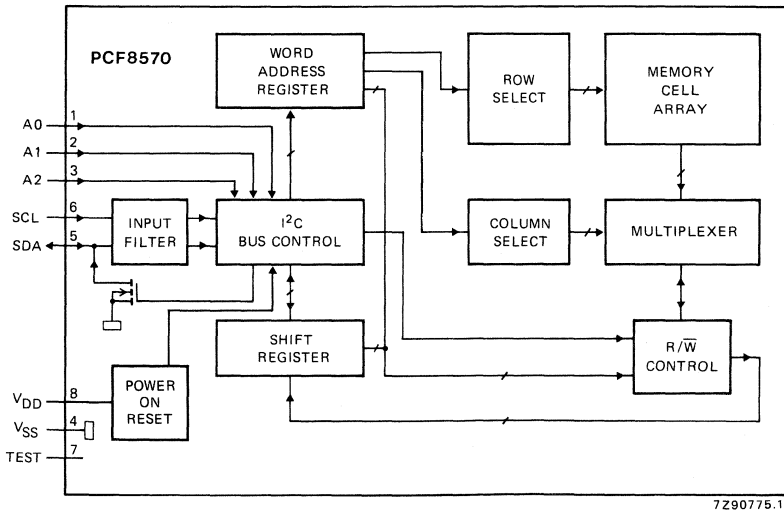 PCF8570
WORD
ADDRESS
REGISTER
ROW
SELECT
MEMORY
CELL
ARRAY
A0
1
A1
2
A2
3
SCL
6
SDA
5
INPUT
FILTER
I²C
BUS CONTROL
COLUMN
SELECT
MULTIPLEXER
SHIFT
REGISTER
R/W̅
CONTROL
POWER
ON
RESET
VDD
8
VSS
4
TEST
7
7Z90775.1